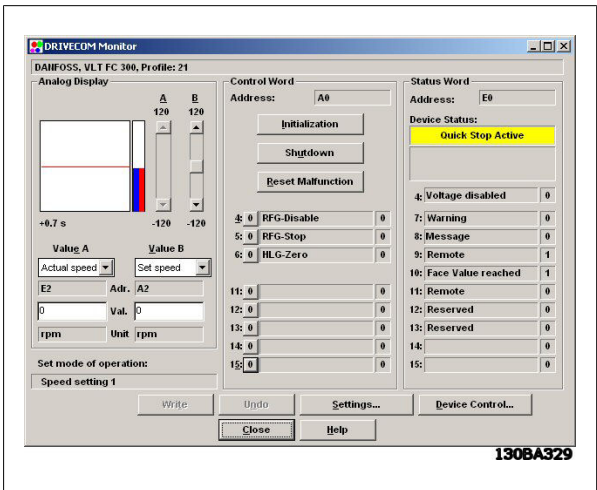 DRIVECOM Monitor
DANFOSS, VLT FC 300, Profile: 21
Analog Display
A B
120 120
+0.7 s -120 -120
Value A Value B
Actual speed Set speed
E2 Adr. A2
0 Val. 0
rpm Unit rpm
Set mode of operation:
Speed setting 1
Control Word
Address: A0
Initialization
Shutdown
Reset Malfunction
4: 0 RFG-Disable 0
5: 0 RFG-Stop 0
6: 0 HLG-Zero 0
11: 0 0
12: 0 0
13: 0 0
14: 0 0
15: 0 0
Status Word
Address: E0
Device Status:
Quick Stop Active
4: Voltage disabled 0
7: Warning 0
8: Message 0
9: Remote 1
10: Face Value reached 1
11: Remote 0
12: Reserved 0
13: Reserved 0
14: 0
15: 0
Write Undo Settings... Device Control...
Close Help
130BA329